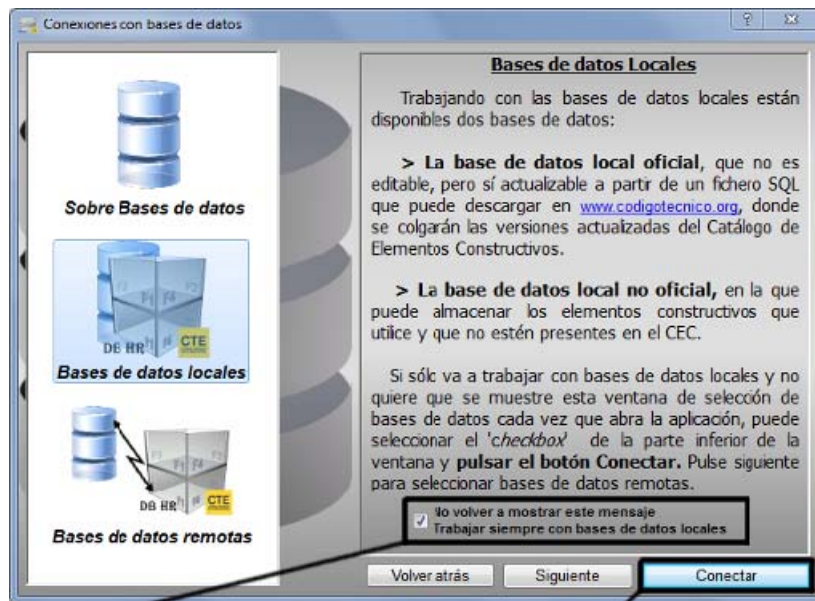 Conexiones con bases de datos
Sobre Bases de datos
DB HR
CTE
Bases de datos locales
DB HR
CTE
Bases de datos remotas
Bases de datos Locales
Trabajando con las bases de datos locales están
disponibles dos bases de datos:
> La base de datos local oficial, que no es
editable, pero sí actualizable a partir de un fichero SQL
que puede descargar en www.codigotecnico.org, donde
se colgarán las versiones actualizadas del Catálogo de
Elementos Constructivos.
> La base de datos local no oficial, en la que
puede almacenar los elementos constructivos que
utilice y que no estén presentes en el CEC.
Si sólo va a trabajar con bases de datos locales y no
quiere que se muestre esta ventana de selección de
bases de datos cada vez que abra la aplicación, puede
seleccionar el 'checkbox' de la parte inferior de la
ventana y pulsar el botón Conectar. Pulse siguiente
para seleccionar bases de datos remotas.
No volver a mostrar este mensaje
Trabajar siempre con bases de datos locales
Volver atrás
Siguiente
Conectar